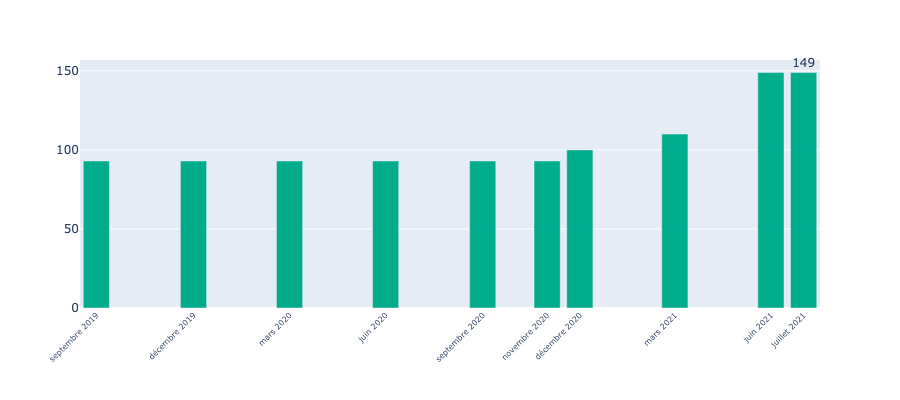 149
150
100
50
0
septembre 2019
décembre 2019
mars 2020
juin 2020
septembre 2020
novembre 2020
décembre 2020
mars 2021
juin 2021
juillet 2021